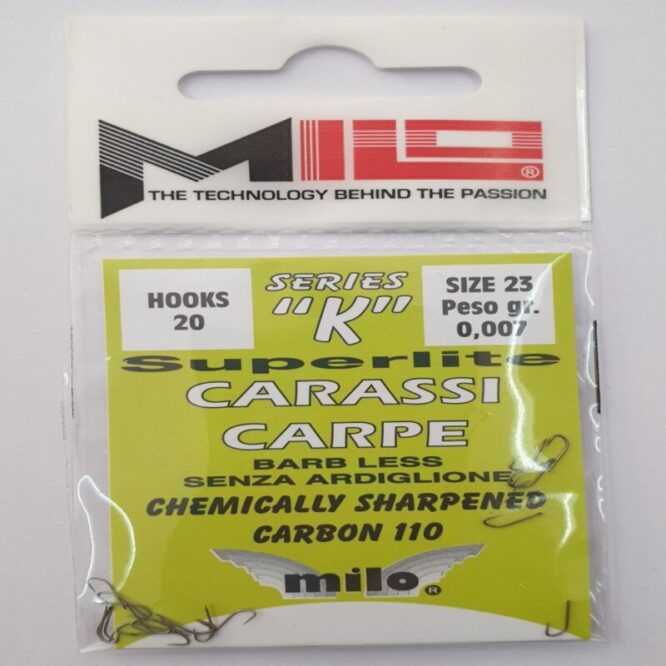 MILO®
THE TECHNOLOGY BEHIND THE PASSION
HOOKS
20
SERIES
"K"
SIZE 23
Peso gr.
0,007
Superlite
CARASSI
CARPE
BARB LESS
SENZA ARDIGLIONE
CHEMICALLY SHARPENED
CARBON 110
milo®